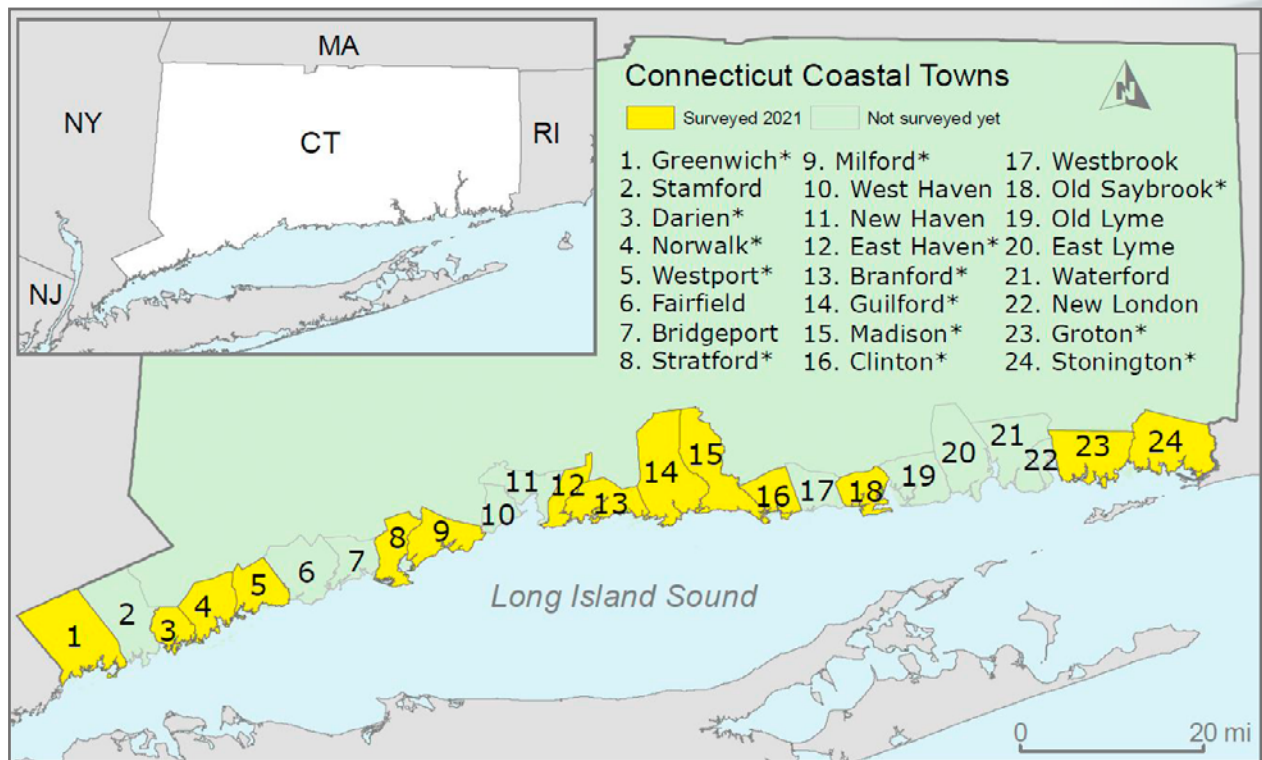 MA
NY
CT
RI
NJ
Connecticut Coastal Towns
N
Surveyed 2021
Not surveyed yet
1. Greenwich*
2. Stamford
3. Darien*
4. Norwalk*
5. Westport*
6. Fairfield
7. Bridgeport
8. Stratford*
9. Milford*
10. West Haven
11. New Haven
12. East Haven*
13. Branford*
14. Guilford*
15. Madison*
16. Clinton*
17. Westbrook
18. Old Saybrook*
19. Old Lyme
20. East Lyme
21. Waterford
22. New London
23. Groton*
24. Stonington*
1
2
3
4
5
6
7
8
9
10
11
12
13
14
15
16
17
18
19
20
21
22
23
24
Long Island Sound
0 20 mi